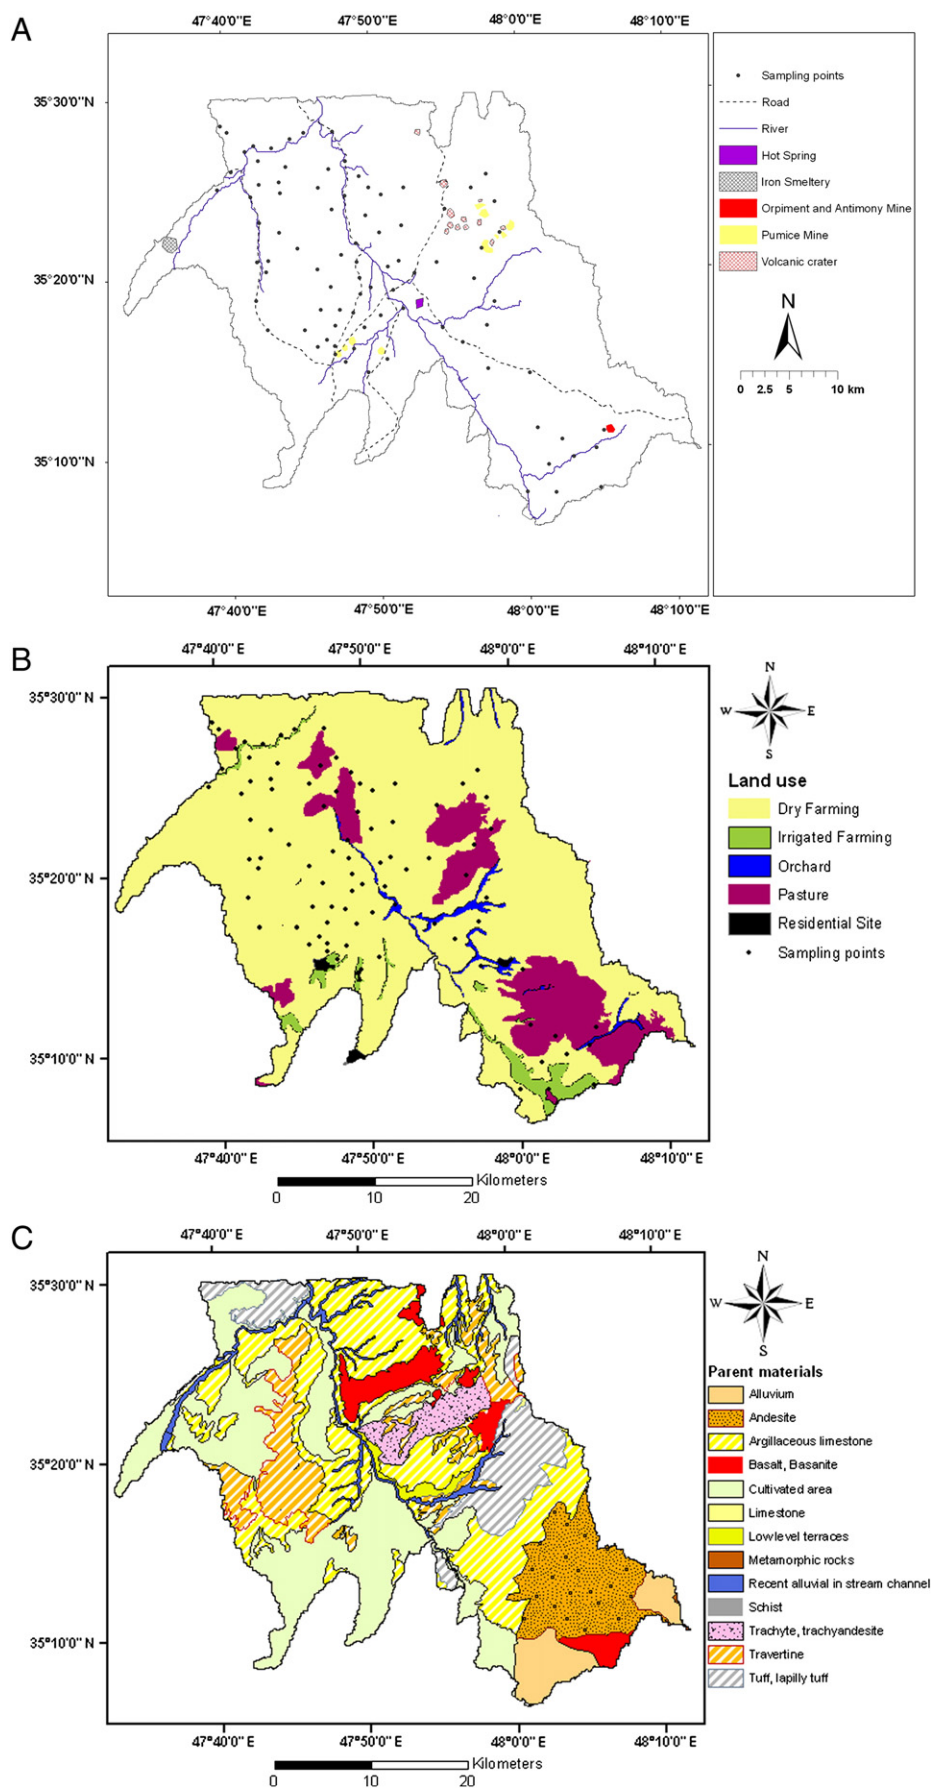 A
47°40'0"E 47°50'0"E 48°0'0"E 48°10'0"E
35°30'0"N
35°20'0"N
35°10'0"N
Sampling points
Road
River
Hot Spring
Iron Smeltery
Orpiment and Antimony Mine
Pumice Mine
Volcanic crater
N
0 2.5 5 10 km
47°40'0"E 47°50'0"E 48°0'0"E 48°10'0"E
B
47°40'0" E 47°50'0" E 48°0'0" E 48°10'0" E
35°30'0" N
35°20'0" N
35°10'0" N
N
W E
S
Land use
Dry Farming
Irrigated Farming
Orchard
Pasture
Residential Site
Sampling points
47°40'0" E 47°50'0" E 48°0'0" E 48°10'0" E
Kilometers
0 10 20
C
47°40'0" E 47°50'0" E 48°0'0" E 48°10'0" E
35°30'0" N
35°20'0" N
35°10'0" N
N
W E
S
Parent materials
Alluvium
Andesite
Argillaceous limestone
Basalt, Basanite
Cultivated area
Limestone
Lowlevel terraces
Metamorphic rocks
Recent alluvial in stream channel
Schist
Trachyte, trachyandesite
Travertine
Tuff, lapilly tuff
47°40'0" E 47°50'0" E 48°0'0" E 48°10'0" E
Kilometers
0 10 20